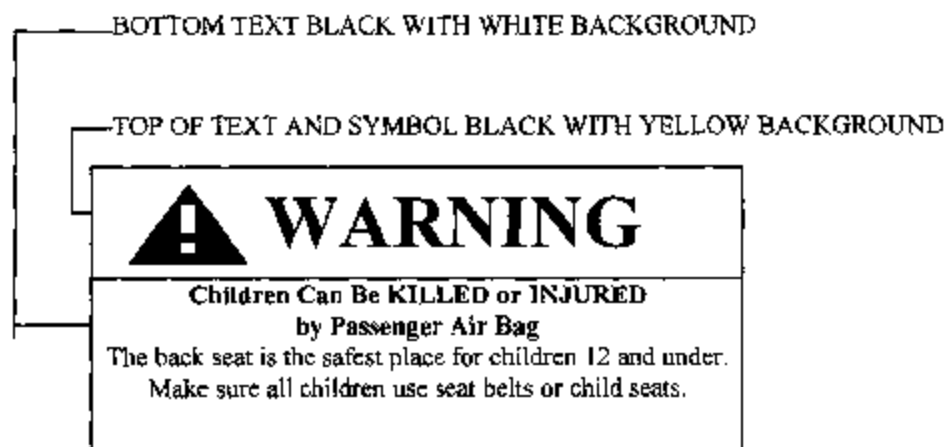 BOTTOM TEXT BLACK WITH WHITE BACKGROUND
TOP OF TEXT AND SYMBOL BLACK WITH YELLOW BACKGROUND
WARNING
Children Can Be KILLED or INJURED
by Passenger Air Bag
The back seat is the safest place for children 12 and under.
Make sure all children use seat belts or child seats.